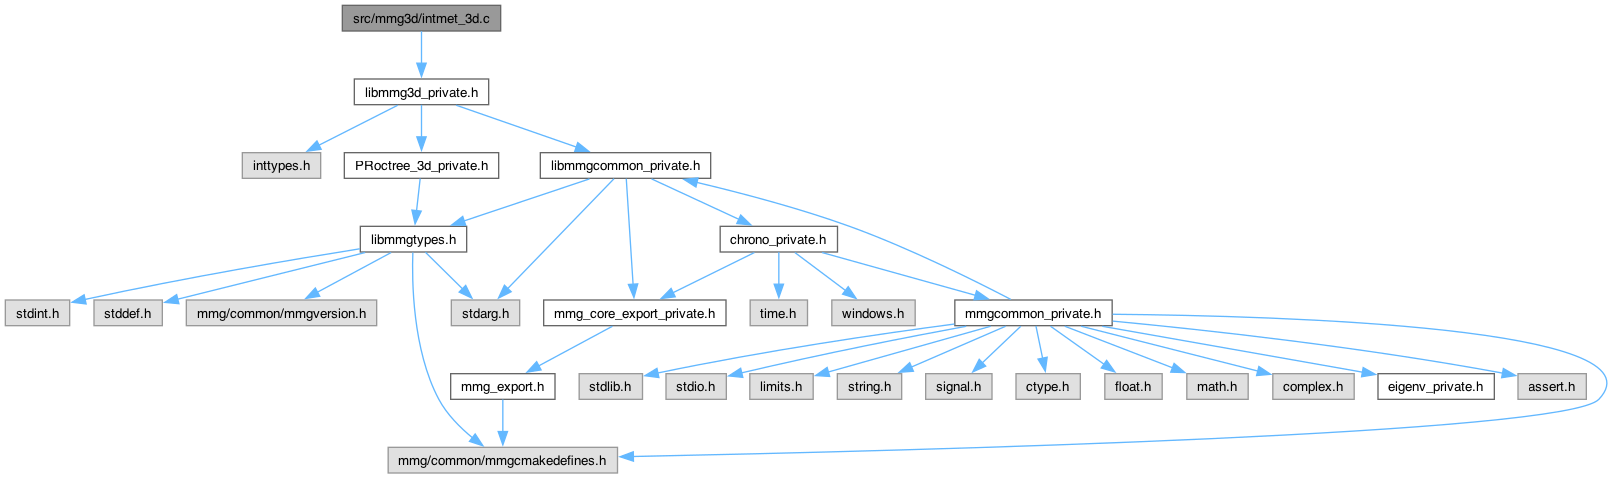 src/mmg3d/intmet_3d.c
libmmg3d_private.h
inttypes.h
PRoctree_3d_private.h
libmmgcommon_private.h
libmmgtypes.h
chrono_private.h
stdint.h
stddef.h
mmg/common/mmgversion.h
stdarg.h
mmg_core_export_private.h
time.h
windows.h
mmgcommon_private.h
mmg_export.h
stdlib.h
stdio.h
limits.h
string.h
signal.h
ctype.h
float.h
math.h
complex.h
eigenv_private.h
assert.h
mmg/common/mmgcmakedefines.h